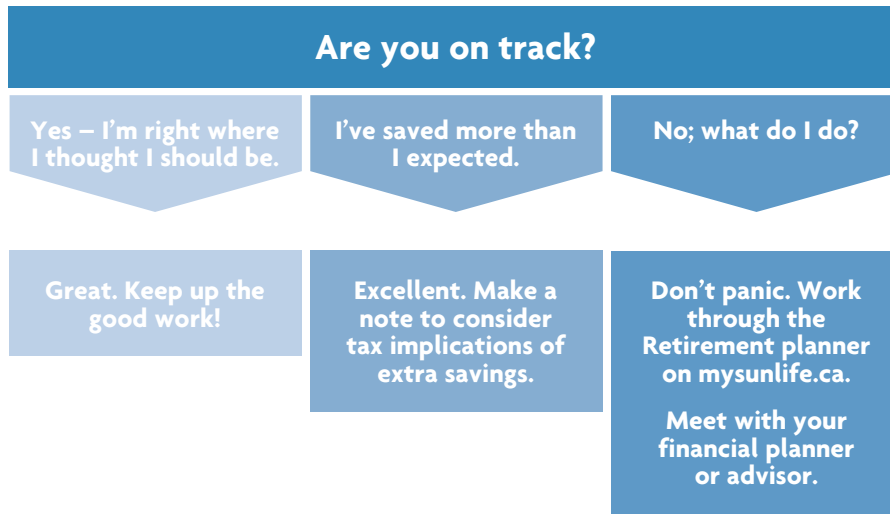 Are you on track?
Yes – I’m right where
I thought I should be.
I’ve saved more than
I expected.
No; what do I do?
Great. Keep up the
good work!
Excellent. Make a
note to consider
tax implications of
extra savings.
Don’t panic. Work
through the
Retirement planner
on mysunlife.ca.
Meet with your
financial planner
or advisor.